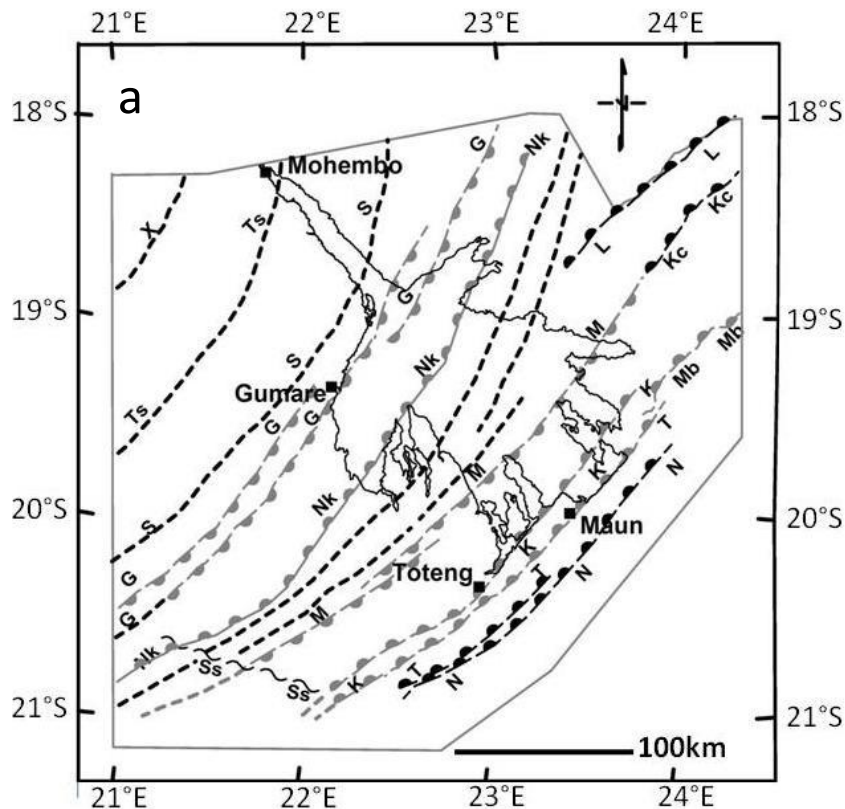 21°E 22°E 23°E 24°E
18°S 18°S
a
Mohembo
G
Nk
L
L
X
Ts
S
Kc
Kc
19°S 19°S
G
M
Mb
S
Nk
K
Mb
Gumare
Ts
G
G
T
M
K
N
S
Nk
20°S 20°S
Maun
K
G
Toteng
T
N
G
M
Nk
Ss
Ss
K
T
N
21°S 21°S
100km
21°E 22°E 23°E 24°E